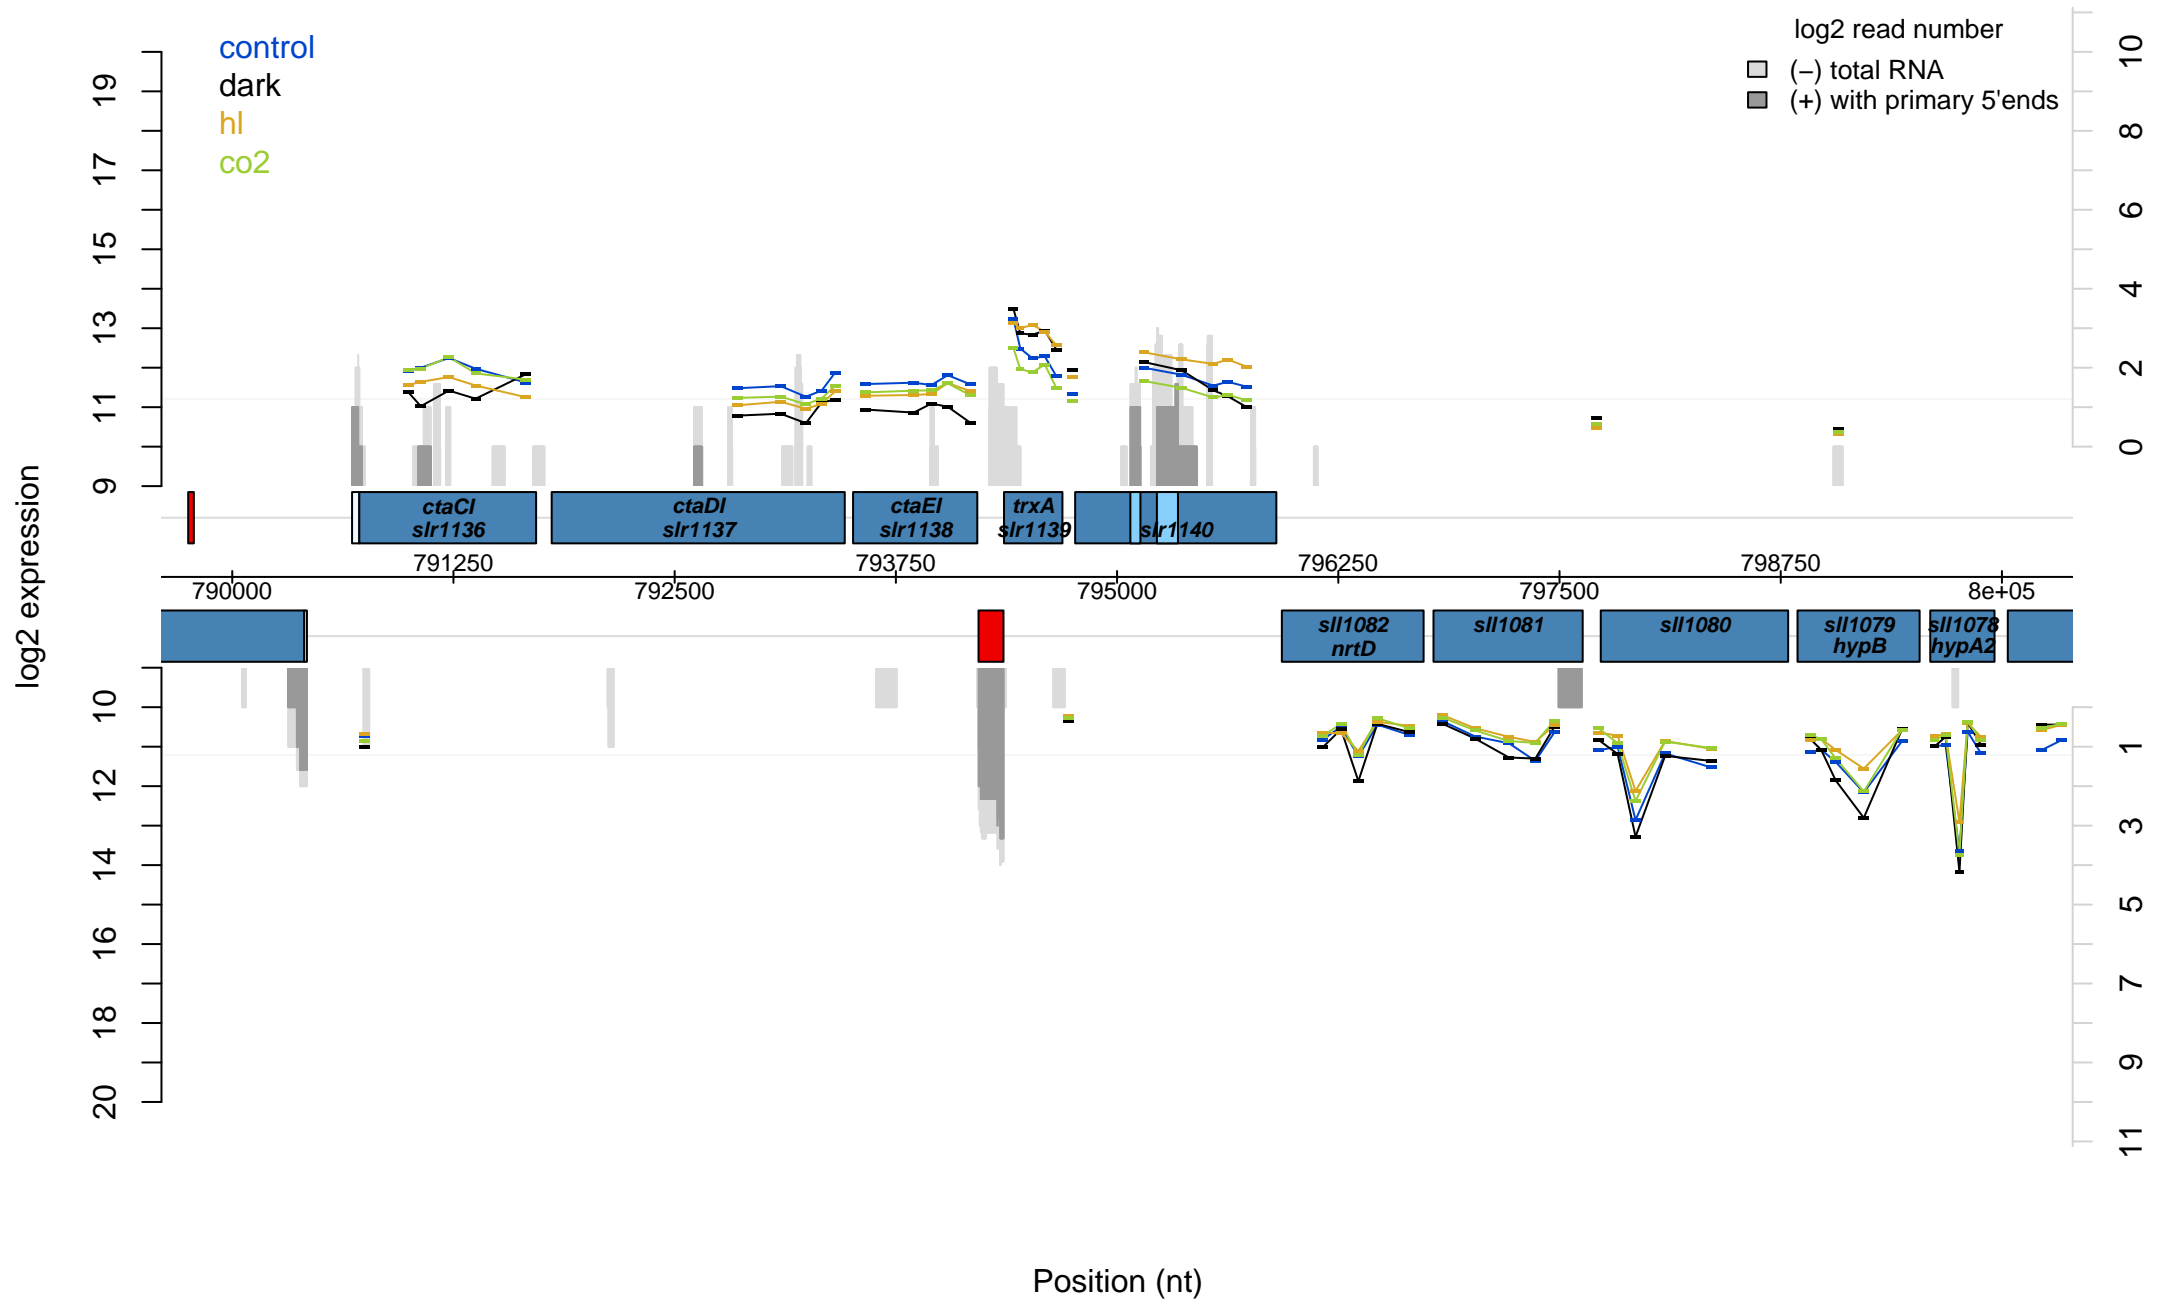 control
dark
hl
co2
log2 read number
(−) total RNA
(+) with primary 5'ends
19
17
15
13
11
9
10
8
6
4
2
0
log2 expression
ctaCI
slr1136
ctaDI
slr1137
ctaEI
slr1138
trxA
slr1139
slr1140
791250
793750
796250
798750
790000
792500
795000
797500
8e+05
sll1082
nrtD
sll1081
sll1080
sll1079
hypB
sll1078
hypA2
10
12
14
16
18
20
1
3
5
7
9
11
Position (nt)